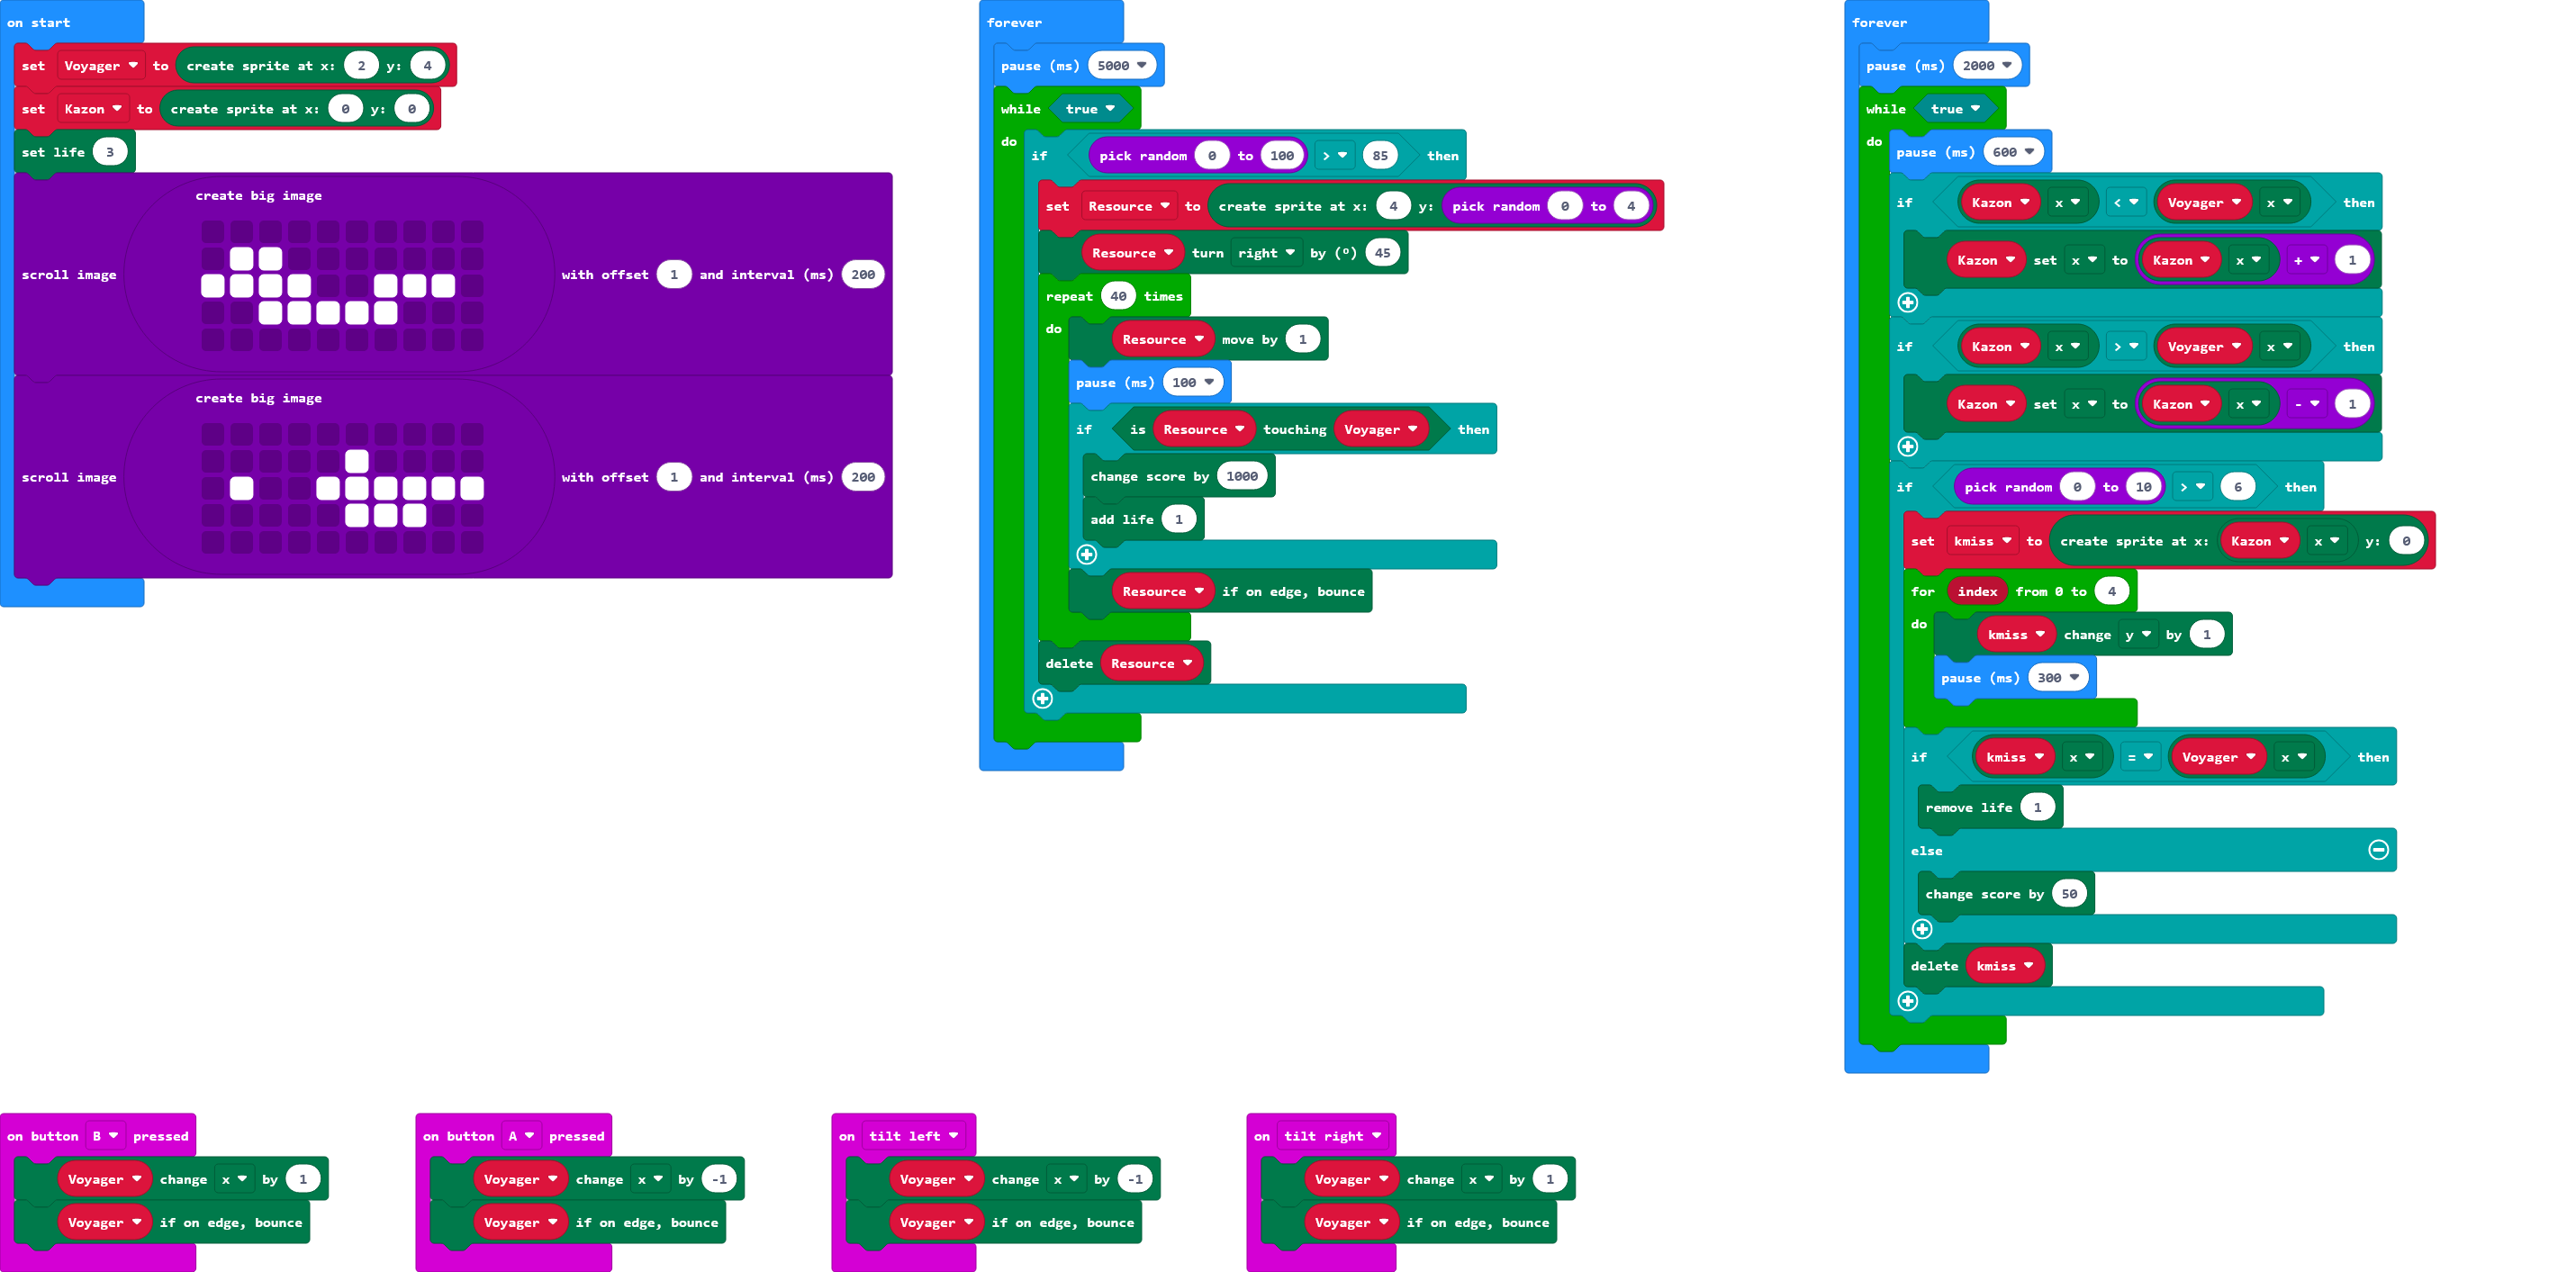 on start
set Voyager to create sprite at x: 2 y: 4
set Kazon to create sprite at x: 0 y: 0
set life 3
create big image
scroll image with offset 1 and interval (ms) 200
create big image
scroll image with offset 1 and interval (ms) 200
forever
pause (ms) 5000
while true
do
if pick random 0 to 100 > 85 then
set Resource to create sprite at x: 4 y: pick random 0 to 4
Resource turn right by (º) 45
repeat 40 times
do
Resource move by 1
pause (ms) 100
if is Resource touching Voyager then
change score by 1000
add life 1
Resource if on edge, bounce
delete Resource
forever
pause (ms) 2000
while true
do
pause (ms) 600
if Kazon x < Voyager x then
Kazon set x to Kazon x + 1
if Kazon x > Voyager x then
Kazon set x to Kazon x - 1
if pick random 0 to 10 > 6 then
set kmiss to create sprite at x: Kazon x y: 0
for index from 0 to 4
do
kmiss change y by 1
pause (ms) 300
if kmiss x = Voyager x then
remove life 1
else
change score by 50
delete kmiss
on button B pressed
Voyager change x by 1
Voyager if on edge, bounce
on button A pressed
Voyager change x by -1
Voyager if on edge, bounce
on tilt left
Voyager change x by -1
Voyager if on edge, bounce
on tilt right
Voyager change x by 1
Voyager if on edge, bounce